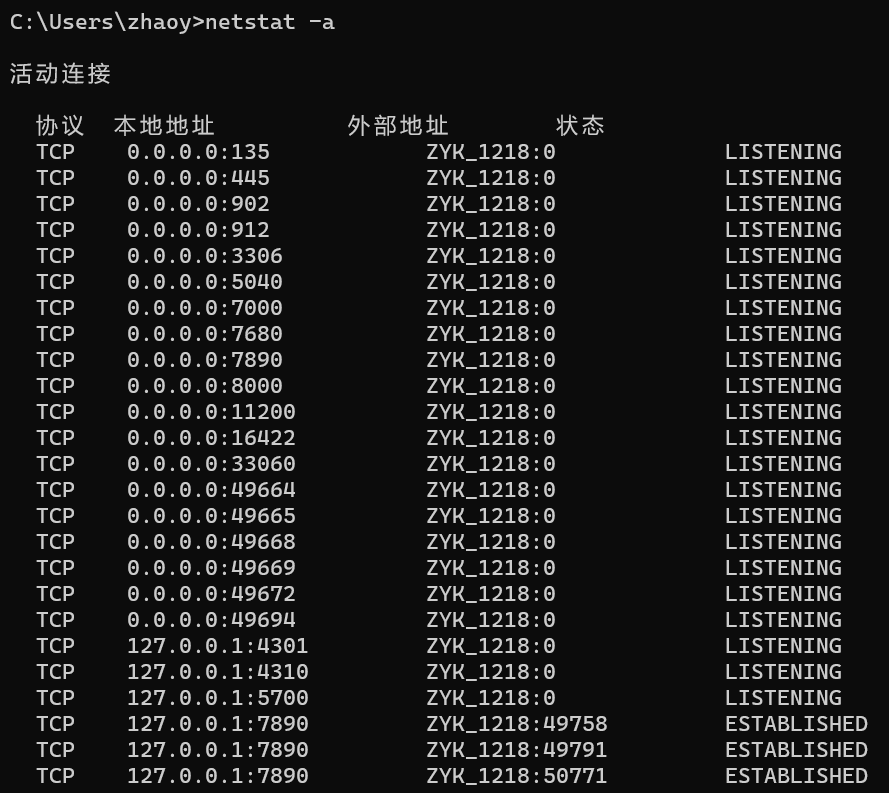 C:\Users\zhaoy>netstat -a
活动连接
协议 本地地址 外部地址 状态
TCP 0.0.0.0:135 ZYK_1218:0 LISTENING
TCP 0.0.0.0:445 ZYK_1218:0 LISTENING
TCP 0.0.0.0:902 ZYK_1218:0 LISTENING
TCP 0.0.0.0:912 ZYK_1218:0 LISTENING
TCP 0.0.0.0:3306 ZYK_1218:0 LISTENING
TCP 0.0.0.0:5040 ZYK_1218:0 LISTENING
TCP 0.0.0.0:7000 ZYK_1218:0 LISTENING
TCP 0.0.0.0:7680 ZYK_1218:0 LISTENING
TCP 0.0.0.0:7890 ZYK_1218:0 LISTENING
TCP 0.0.0.0:8000 ZYK_1218:0 LISTENING
TCP 0.0.0.0:11200 ZYK_1218:0 LISTENING
TCP 0.0.0.0:16422 ZYK_1218:0 LISTENING
TCP 0.0.0.0:33060 ZYK_1218:0 LISTENING
TCP 0.0.0.0:49664 ZYK_1218:0 LISTENING
TCP 0.0.0.0:49665 ZYK_1218:0 LISTENING
TCP 0.0.0.0:49668 ZYK_1218:0 LISTENING
TCP 0.0.0.0:49669 ZYK_1218:0 LISTENING
TCP 0.0.0.0:49672 ZYK_1218:0 LISTENING
TCP 0.0.0.0:49694 ZYK_1218:0 LISTENING
TCP 127.0.0.1:4301 ZYK_1218:0 LISTENING
TCP 127.0.0.1:4310 ZYK_1218:0 LISTENING
TCP 127.0.0.1:5700 ZYK_1218:0 LISTENING
TCP 127.0.0.1:7890 ZYK_1218:49758 ESTABLISHED
TCP 127.0.0.1:7890 ZYK_1218:49791 ESTABLISHED
TCP 127.0.0.1:7890 ZYK_1218:50771 ESTABLISHED